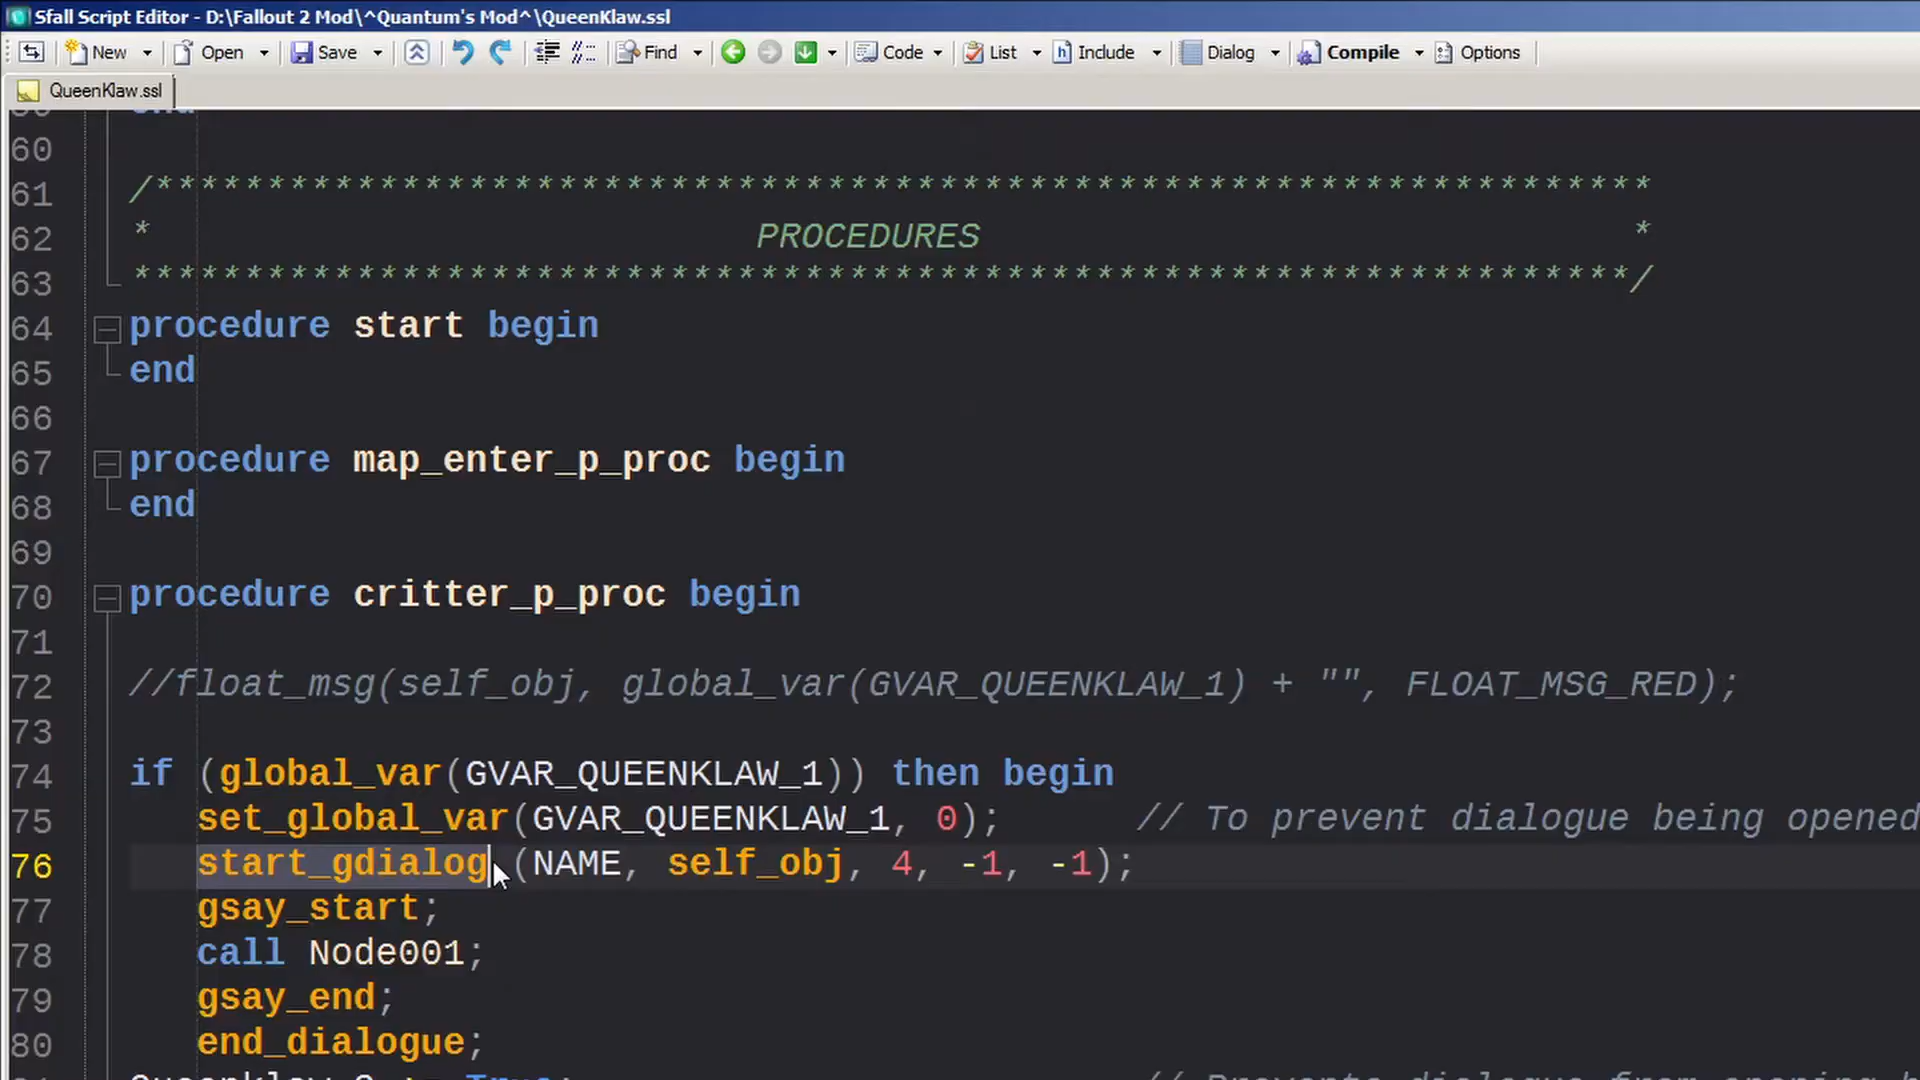 Sfall Script Editor - D:\Fallout 2 Mod\^Quantum's Mod^\QueenKlaw.ssl
New Open Save Find Code List Include Dialog Compile Options
QueenKlaw.ssl
end
60
61 /*******************************************************************
62 * PROCEDURES *
63 *******************************************************************/
64 procedure start begin
65 end
66
67 procedure map_enter_p_proc begin
68 end
69
70 procedure critter_p_proc begin
71
72 //float_msg(self_obj, global_var(GVAR_QUEENKLAW_1) + "", FLOAT_MSG_RED);
73
74 if (global_var(GVAR_QUEENKLAW_1)) then begin
75 set_global_var(GVAR_QUEENKLAW_1, 0); // To prevent dialogue being opened
76 start_gdialog (NAME, self_obj, 4, -1, -1);
77 gsay_start;
78 call Node001;
79 gsay_end;
80 end_dialogue;